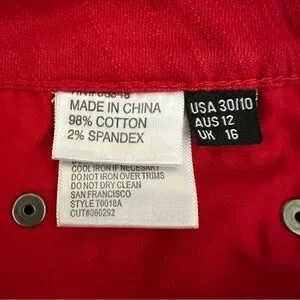 MADE IN CHINA
98% COTTON
2% SPANDEX
USA 30/10
AUS 12
UK 16
COOL IRON IF NECESARY
DO NOT IRON OVER TRIMS
DO NOT DRY CLEAN
SAN FRANCISCO
STYLE T0018A
CUT#060292